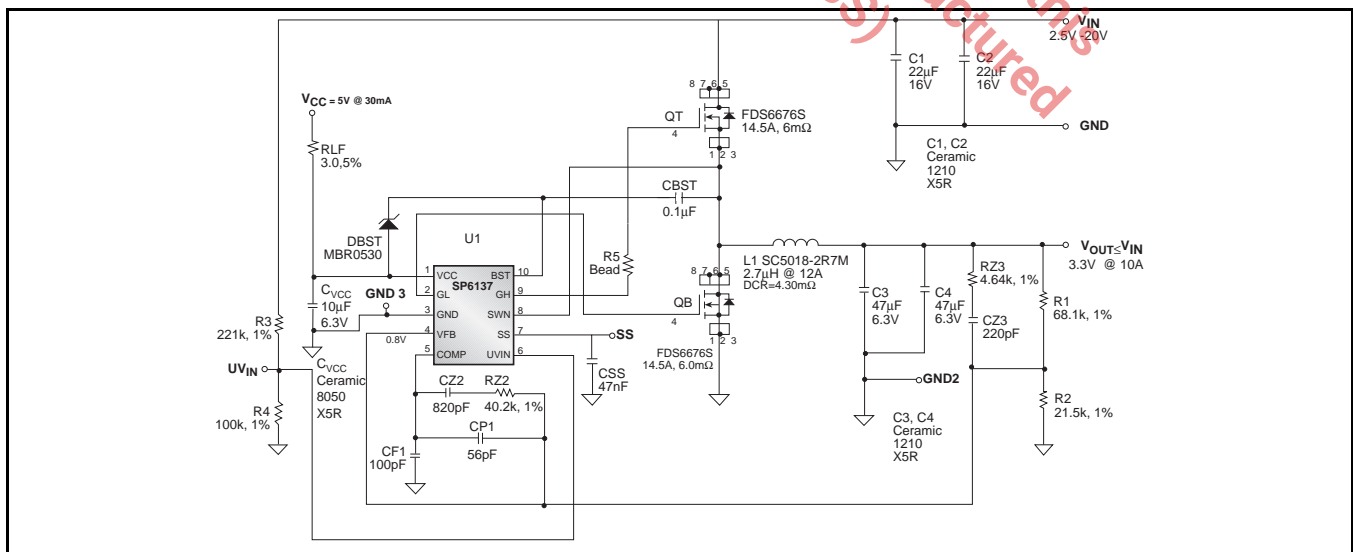 this
S)
actured
VIN
2.5V -20V
C1
22μF
16V
C2
22μF
16V
GND
C1, C2
Ceramic
1210
X5R
VCC = 5V @ 30mA
RLF
3.0,5%
8 7 6 5
QT
4
FDS6676S
14.5A, 6mΩ
1 2 3
CBST
0.1μF
DBST
MBR0530
U1
R5
Bead
L1 SC5018-2R7M
2.7μH @ 12A
DCR=4.30mΩ
VOUT≤VIN
3.3V @ 10A
8 7 6 5
QB
4
1 2 3
FDS6676S
14.5A, 6.0mΩ
1 VCC BST 10
SP6137
2 GL GH 9
3 GND SWN 8
4 VFB SS 7
5 COMP UVIN 6
0.8V
CVCC
10μF
6.3V
GND 3
SS
CSS
47nF
R3
221k, 1%
UVIN
R4
100k, 1%
CVCC
Ceramic
8050
X5R
CZ2
820pF
RZ2
40.2k, 1%
CP1
56pF
CF1
100pF
C3
47μF
6.3V
C4
47μF
6.3V
RZ3
4.64k, 1%
CZ3
220pF
R1
68.1k, 1%
R2
21.5k, 1%
GND2
C3, C4
Ceramic
1210
X5R